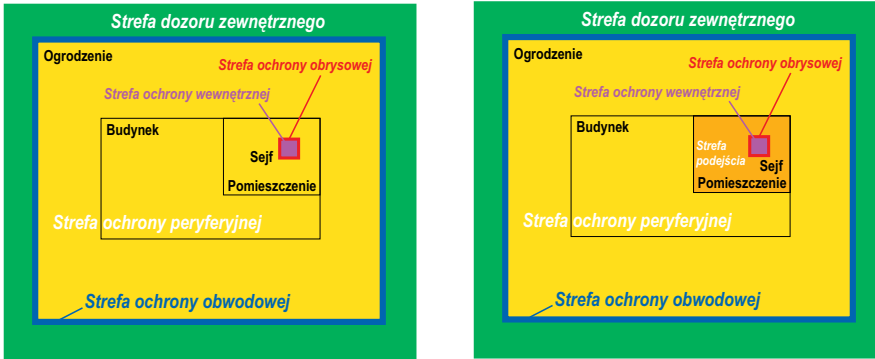 Strefa dozoru zewnętrznego
Ogrodzenie
Strefa ochrony obrysowej
Strefa ochrony wewnętrznej
Budynek
Sejf
Pomieszczenie
Strefa ochrony peryferyjnej
Strefa ochrony obwodowej
Strefa dozoru zewnętrznego
Ogrodzenie
Strefa ochrony obrysowej
Strefa ochrony wewnętrznej
Budynek
Strefa
podejścia
Sejf
Pomieszczenie
Strefa ochrony peryferyjnej
Strefa ochrony obwodowej